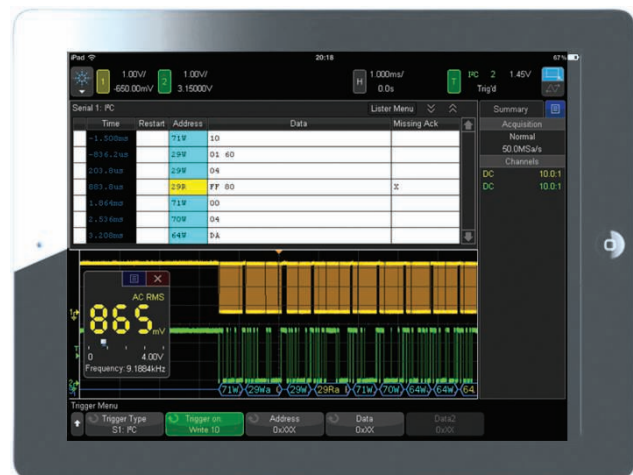 iPad 20:18 67%
1 1.00V/ 2 1.00V/ H 1.000ms/ T I²C 2 1.45V
-650.00mV 3.15000V 0.0s Trig'd
Serial 1: I²C Lister Menu Summary
Time Restart Address Data Missing Ack
Acquisition
Normal
50.0MSa/s
Channels
DC 10.0:1
DC 10.0:1
-1.500ms 71W 10
-836.2us 29W 01 60
203.8us 29W 04
883.8us 29R FF 80 X
1.864ms 71W 00
2.536ms 70W 04
3.208ms 64W DA
AC RMS
865 mV
0 4.00V
Frequency: 9.1884kHz
71W 29Wa 29W 29Ra 71W 70W 64W 64W 64
Trigger Menu
Trigger Type Trigger on: Address Data Data2
S1: I²C Write 10 0xXXX 0xXX 0xXX